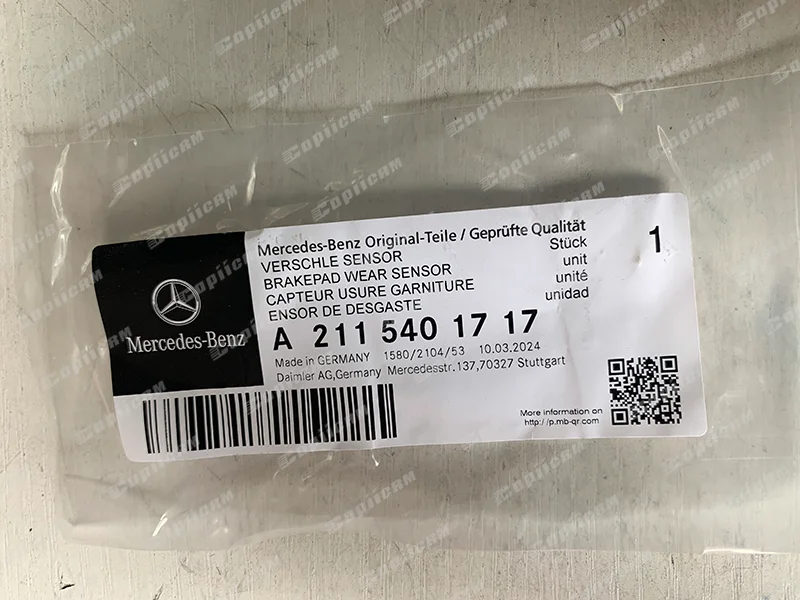 Mercedes-Benz
Mercedes-Benz Original-Teile / Geprüfte Qualität
VERSCHLE SENSOR
BRAKEPAD WEAR SENSOR
CAPTEUR USURE GARNITURE
ENSOR DE DESGASTE
Stück
unit
unité
unidad
1
A 211 540 17 17
Made in GERMANY 1580/2104/53 10.03.2024
Daimler AG,Germany Mercedesstr.137,70327 Stuttgart
More information on
http://p.mb-qr.com
Copiicam